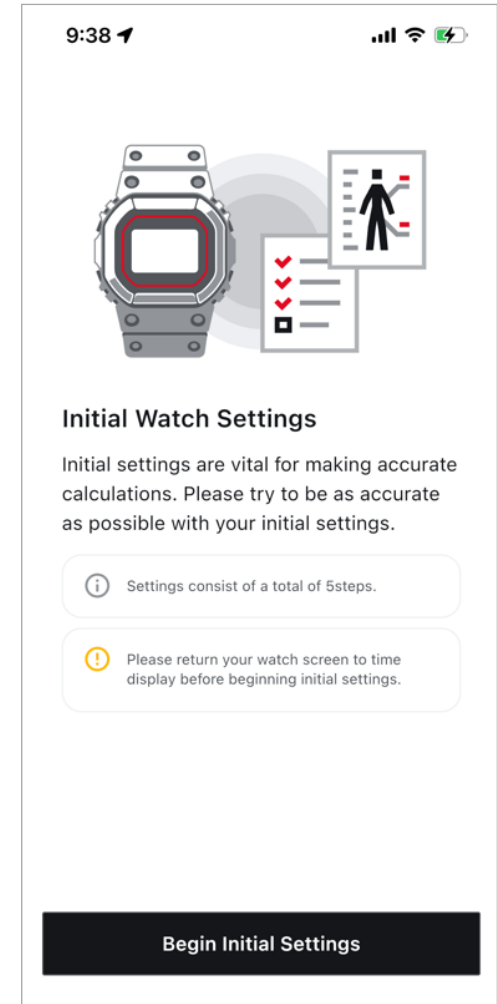 9:38
Initial Watch Settings
Initial settings are vital for making accurate
calculations. Please try to be as accurate
as possible with your initial settings.
Settings consist of a total of 5steps.
Please return your watch screen to time
display before beginning initial settings.
Begin Initial Settings